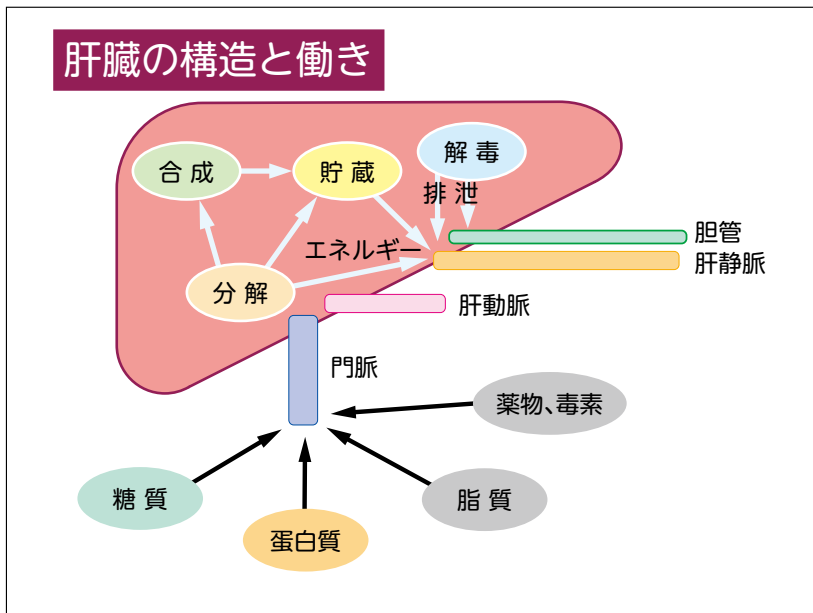 肝臓の構造と働き
合成
貯蔵
解毒
排泄
エネルギー
分解
胆管
肝静脈
肝動脈
門脈
薬物、毒素
糖質
脂質
蛋白質